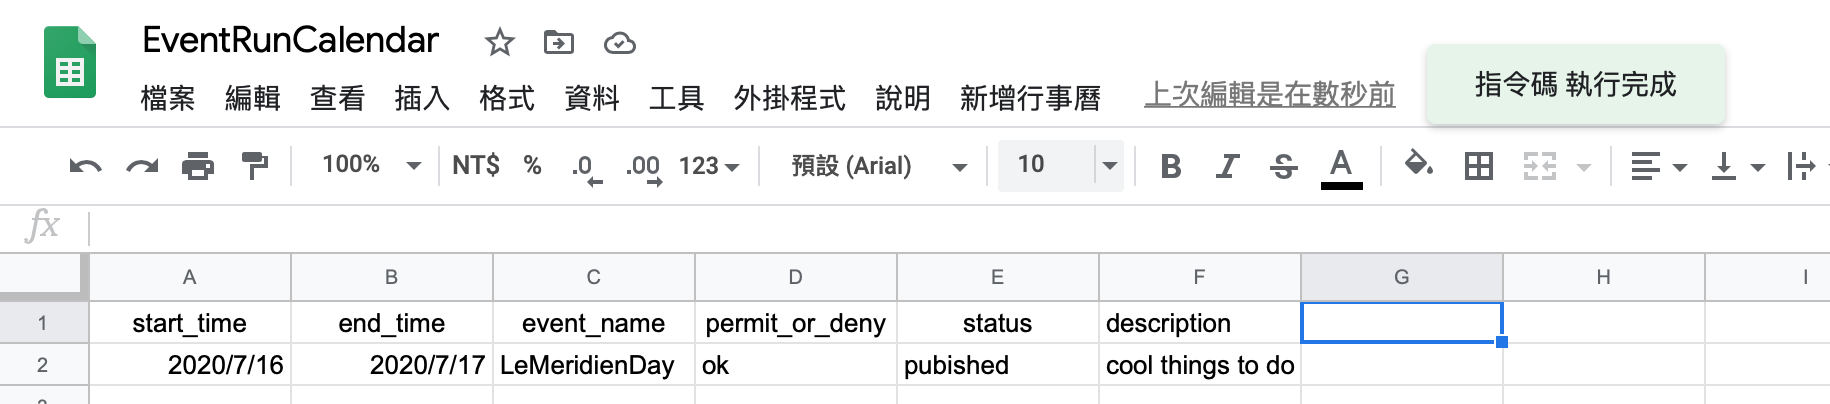 EventRunCalendar
檔案 編輯 查看 插入 格式 資料 工具 外掛程式 說明 新增行事曆 上次編輯是在數秒前
指令碼 執行完成
100% NT$ % .0 .00 123 預設 (Arial) 10 B I S A
fx
A B C D E F G H I
1 start_time end_time event_name permit_or_deny status description
2 2020/7/16 2020/7/17 LeMeridienDay ok pubished cool things to do